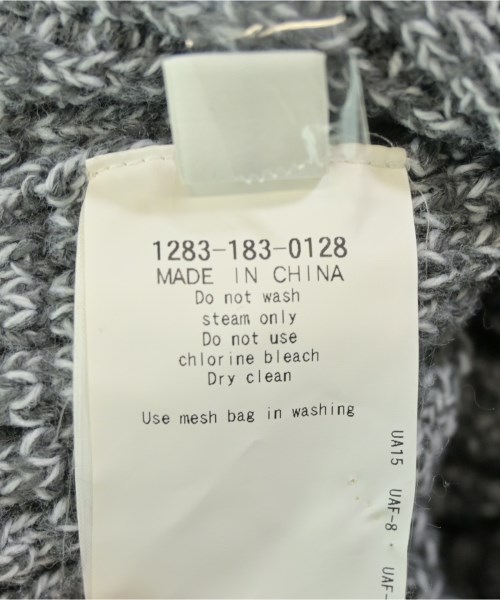 1283-183-0128
MADE IN CHINA
Do not wash
steam only
Do not use
chlorine bleach
Dry clean
Use mesh bag in washing
UA15 UAF-8 · UAF-